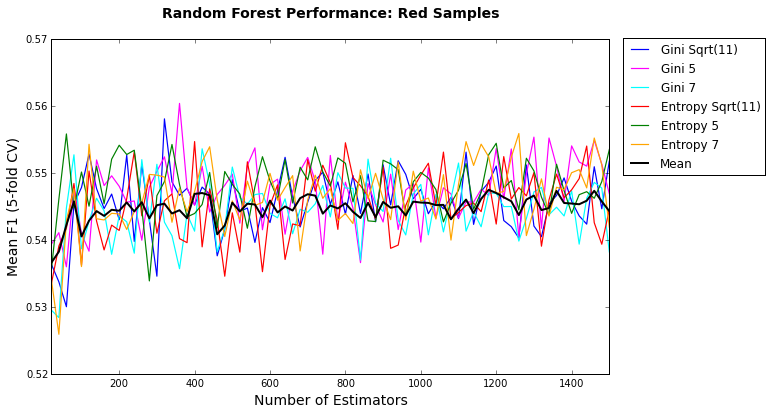 Random Forest Performance: Red Samples
0.57
0.56
0.55
0.54
0.53
0.52
Mean F1 (5-fold CV)
200
400
600
800
1000
1200
1400
Number of Estimators
Gini Sqrt(11)
Gini 5
Gini 7
Entropy Sqrt(11)
Entropy 5
Entropy 7
Mean